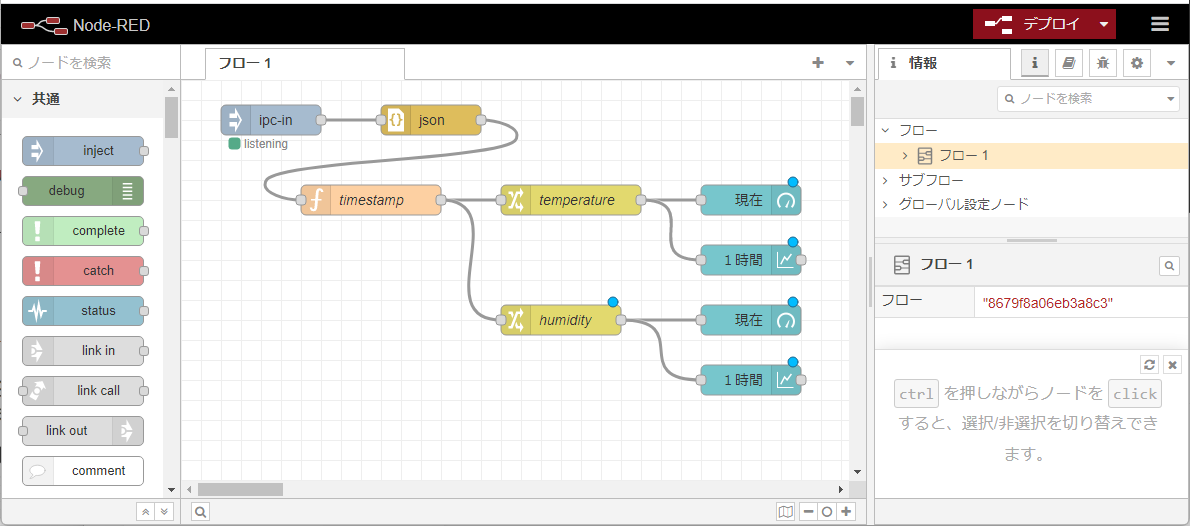 Node-RED
デプロイ
ノードを検索
フロー 1
情報
共通
inject
debug
complete
catch
status
link in
link call
link out
comment
ipc-in
listening
json
timestamp
temperature
現在
1 時間
humidity
現在
1 時間
ノードを検索
フロー
フロー 1
サブフロー
グローバル設定ノード
フロー 1
フロー "8679f8a06eb3a8c3"
ctrl を押しながらノードを click
すると、選択/非選択を切り替えでき
ます。